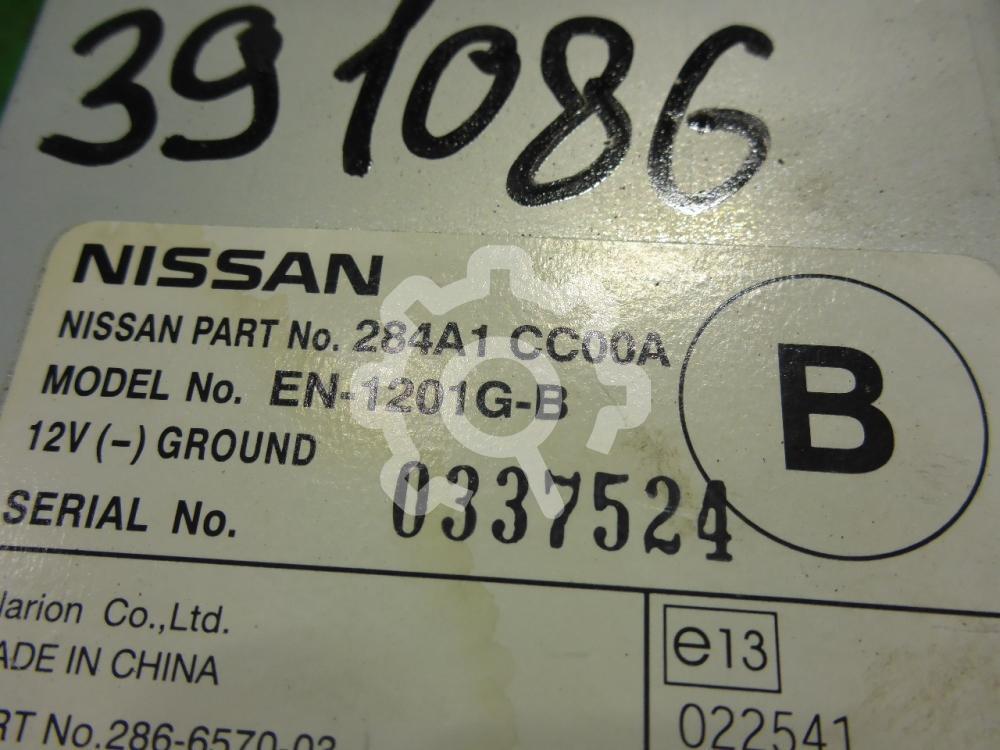 391086
NISSAN
NISSAN PART No. 284A1 CC00A
MODEL No. EN-1201G-B
12V (-) GROUND
B
SERIAL No. 0337524
larion Co.,Ltd.
ADE IN CHINA
RT No.286-6570-03
e13
022541